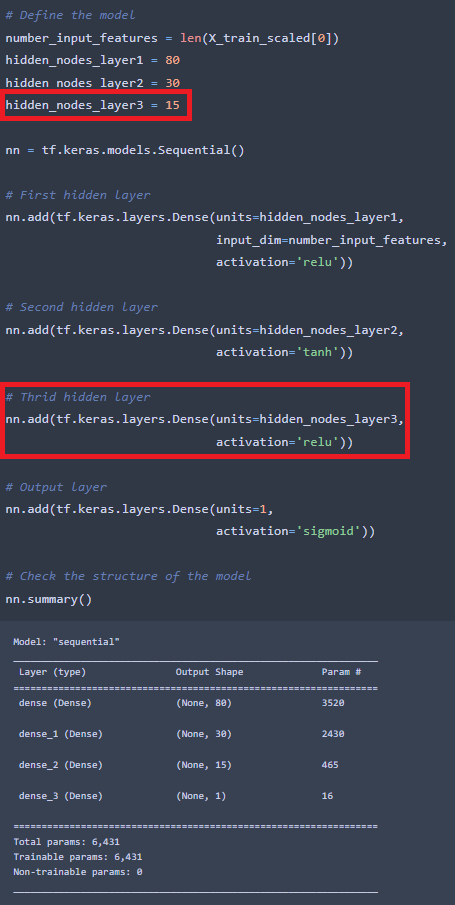 # Define the model
number_input_features = len(X_train_scaled[0])
hidden_nodes_layer1 = 80
hidden nodes layer2 = 30
hidden_nodes_layer3 = 15
nn = tf.keras.models.Sequential()
# First hidden layer
nn.add(tf.keras.layers.Dense(units=hidden_nodes_layer1,
input_dim=number_input_features,
activation='relu'))
# Second hidden layer
nn.add(tf.keras.layers.Dense(units=hidden_nodes_layer2,
activation='tanh'))
# Thrid hidden layer
nn.add(tf.keras.layers.Dense(units=hidden_nodes_layer3,
activation='relu'))
# Output layer
nn.add(tf.keras.layers.Dense(units=1,
activation='sigmoid'))
# Check the structure of the model
nn.summary()
Model: "sequential"
Layer (type) Output Shape Param #
dense (Dense) (None, 80) 3520
dense_1 (Dense) (None, 30) 2430
dense_2 (Dense) (None, 15) 465
dense_3 (Dense) (None, 1) 16
Total params: 6,431
Trainable params: 6,431
Non-trainable params: 0